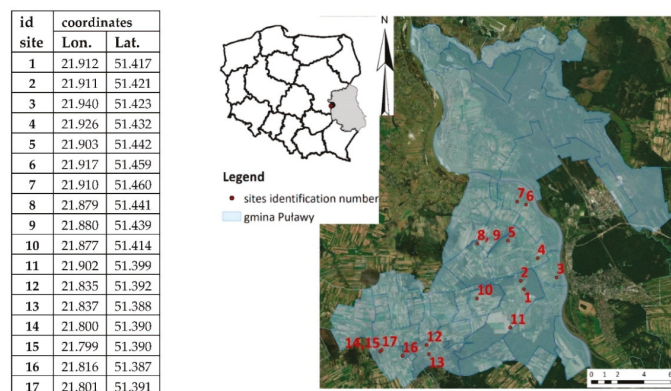 id site coordinates
Lon. Lat.
1 21.912 51.417
2 21.911 51.421
3 21.940 51.423
4 21.926 51.432
5 21.903 51.442
6 21.917 51.459
7 21.910 51.460
8 21.879 51.441
9 21.880 51.439
10 21.877 51.414
11 21.902 51.399
12 21.835 51.392
13 21.837 51.388
14 21.800 51.390
15 21.799 51.390
16 21.816 51.387
17 21.801 51.391
N
Legend
sites identification number
gmina Puławy
7 6
8, 9 5
4
3
2
1
10
11
14, 15 17 16 12
13
0 1 2 4